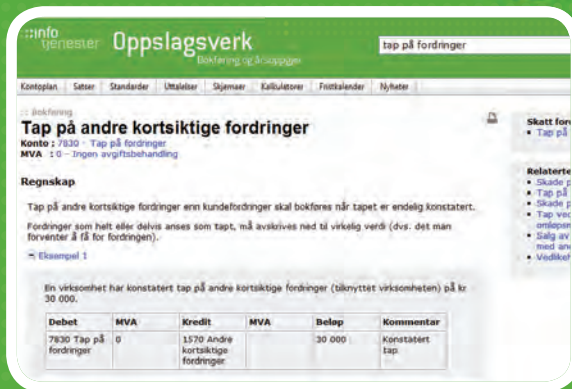 ::info
tjenester
Oppslagsverk
Bokføring og årsoppgjør
tap på fordringer
Kontoplan Satser Standarder Uttalelser Skjemaer Kalkulatorer Fristkalender Nyheter
:: Bokføring
Tap på andre kortsiktige fordringer
Konto : 7830 - Tap på fordringer
MVA : 0 - Ingen avgiftsbehandling
Regnskap
Tap på andre kortsiktige fordringer enn kundefordringer skal bokføres når tapet er endelig konstatert.
Fordringer som helt eller delvis anses som tapt, må avskrives ned til virkelig verdi (dvs. det man
forventer å få for fordringen).
Eksempel 1
En virksomhet har konstatert tap på andre kortsiktige fordringer (tilknyttet virksomheten) på kr
30 000.
Debet MVA Kredit MVA Beløp Kommentar
7830 Tap på fordringer 0 1570 Andre kortsiktige fordringer 30 000 Konstatert tap
Skatt for
Tap på
Relaterte
Skade p
Tap på
Skade p
Tap ved
Salg av
med an
Vedlikeh